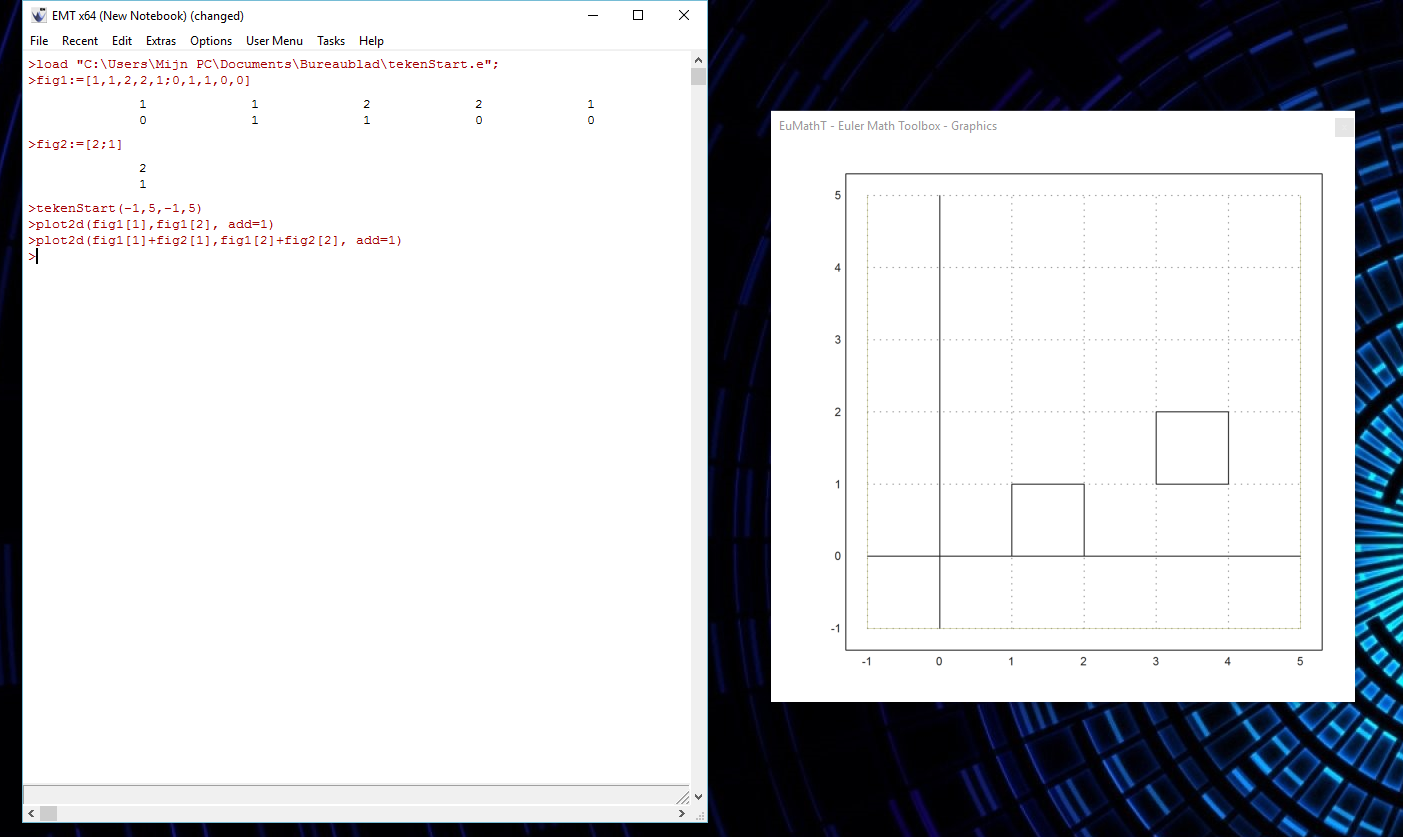 EMT x64 (New Notebook) (changed)
File Recent Edit Extras Options User Menu Tasks Help
>load "C:\Users\Mijn PC\Documents\Bureaublad\tekenStart.e";
>fig1:=[1,1,2,2,1;0,1,1,0,0]
1 1 2 2 1
0 1 1 0 0
>fig2:=[2;1]
2
1
>tekenStart(-1,5,-1,5)
>plot2d(fig1[1],fig1[2], add=1)
>plot2d(fig1[1]+fig2[1],fig1[2]+fig2[2], add=1)
>
EuMathT - Euler Math Toolbox - Graphics
5
4
3
2
1
0
-1
-1 0 1 2 3 4 5